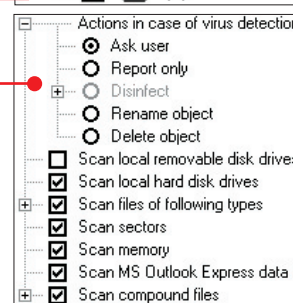 Actions in case of virus detection
Ask user
Report only
Disinfect
Rename object
Delete object
Scan local removable disk drives
Scan local hard disk drives
Scan files of following types
Scan sectors
Scan memory
Scan MS Outlook Express data
Scan compound files